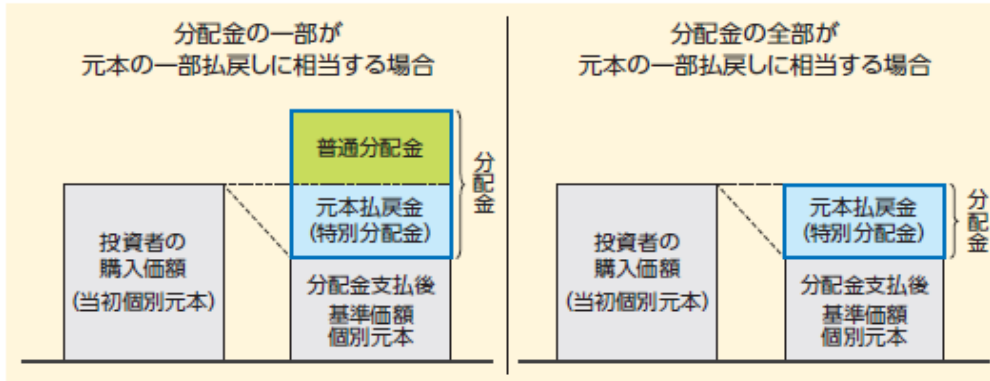 分配金の一部が
元本の一部払戻しに相当する場合
普通分配金
元本払戻金
(特別分配金)
分配金
投資者の
購入価額
(当初個別元本)
分配金支払後
基準価額
個別元本
分配金の全部が
元本の一部払戻しに相当する場合
元本払戻金
(特別分配金)
分配金
投資者の
購入価額
(当初個別元本)
分配金支払後
基準価額
個別元本